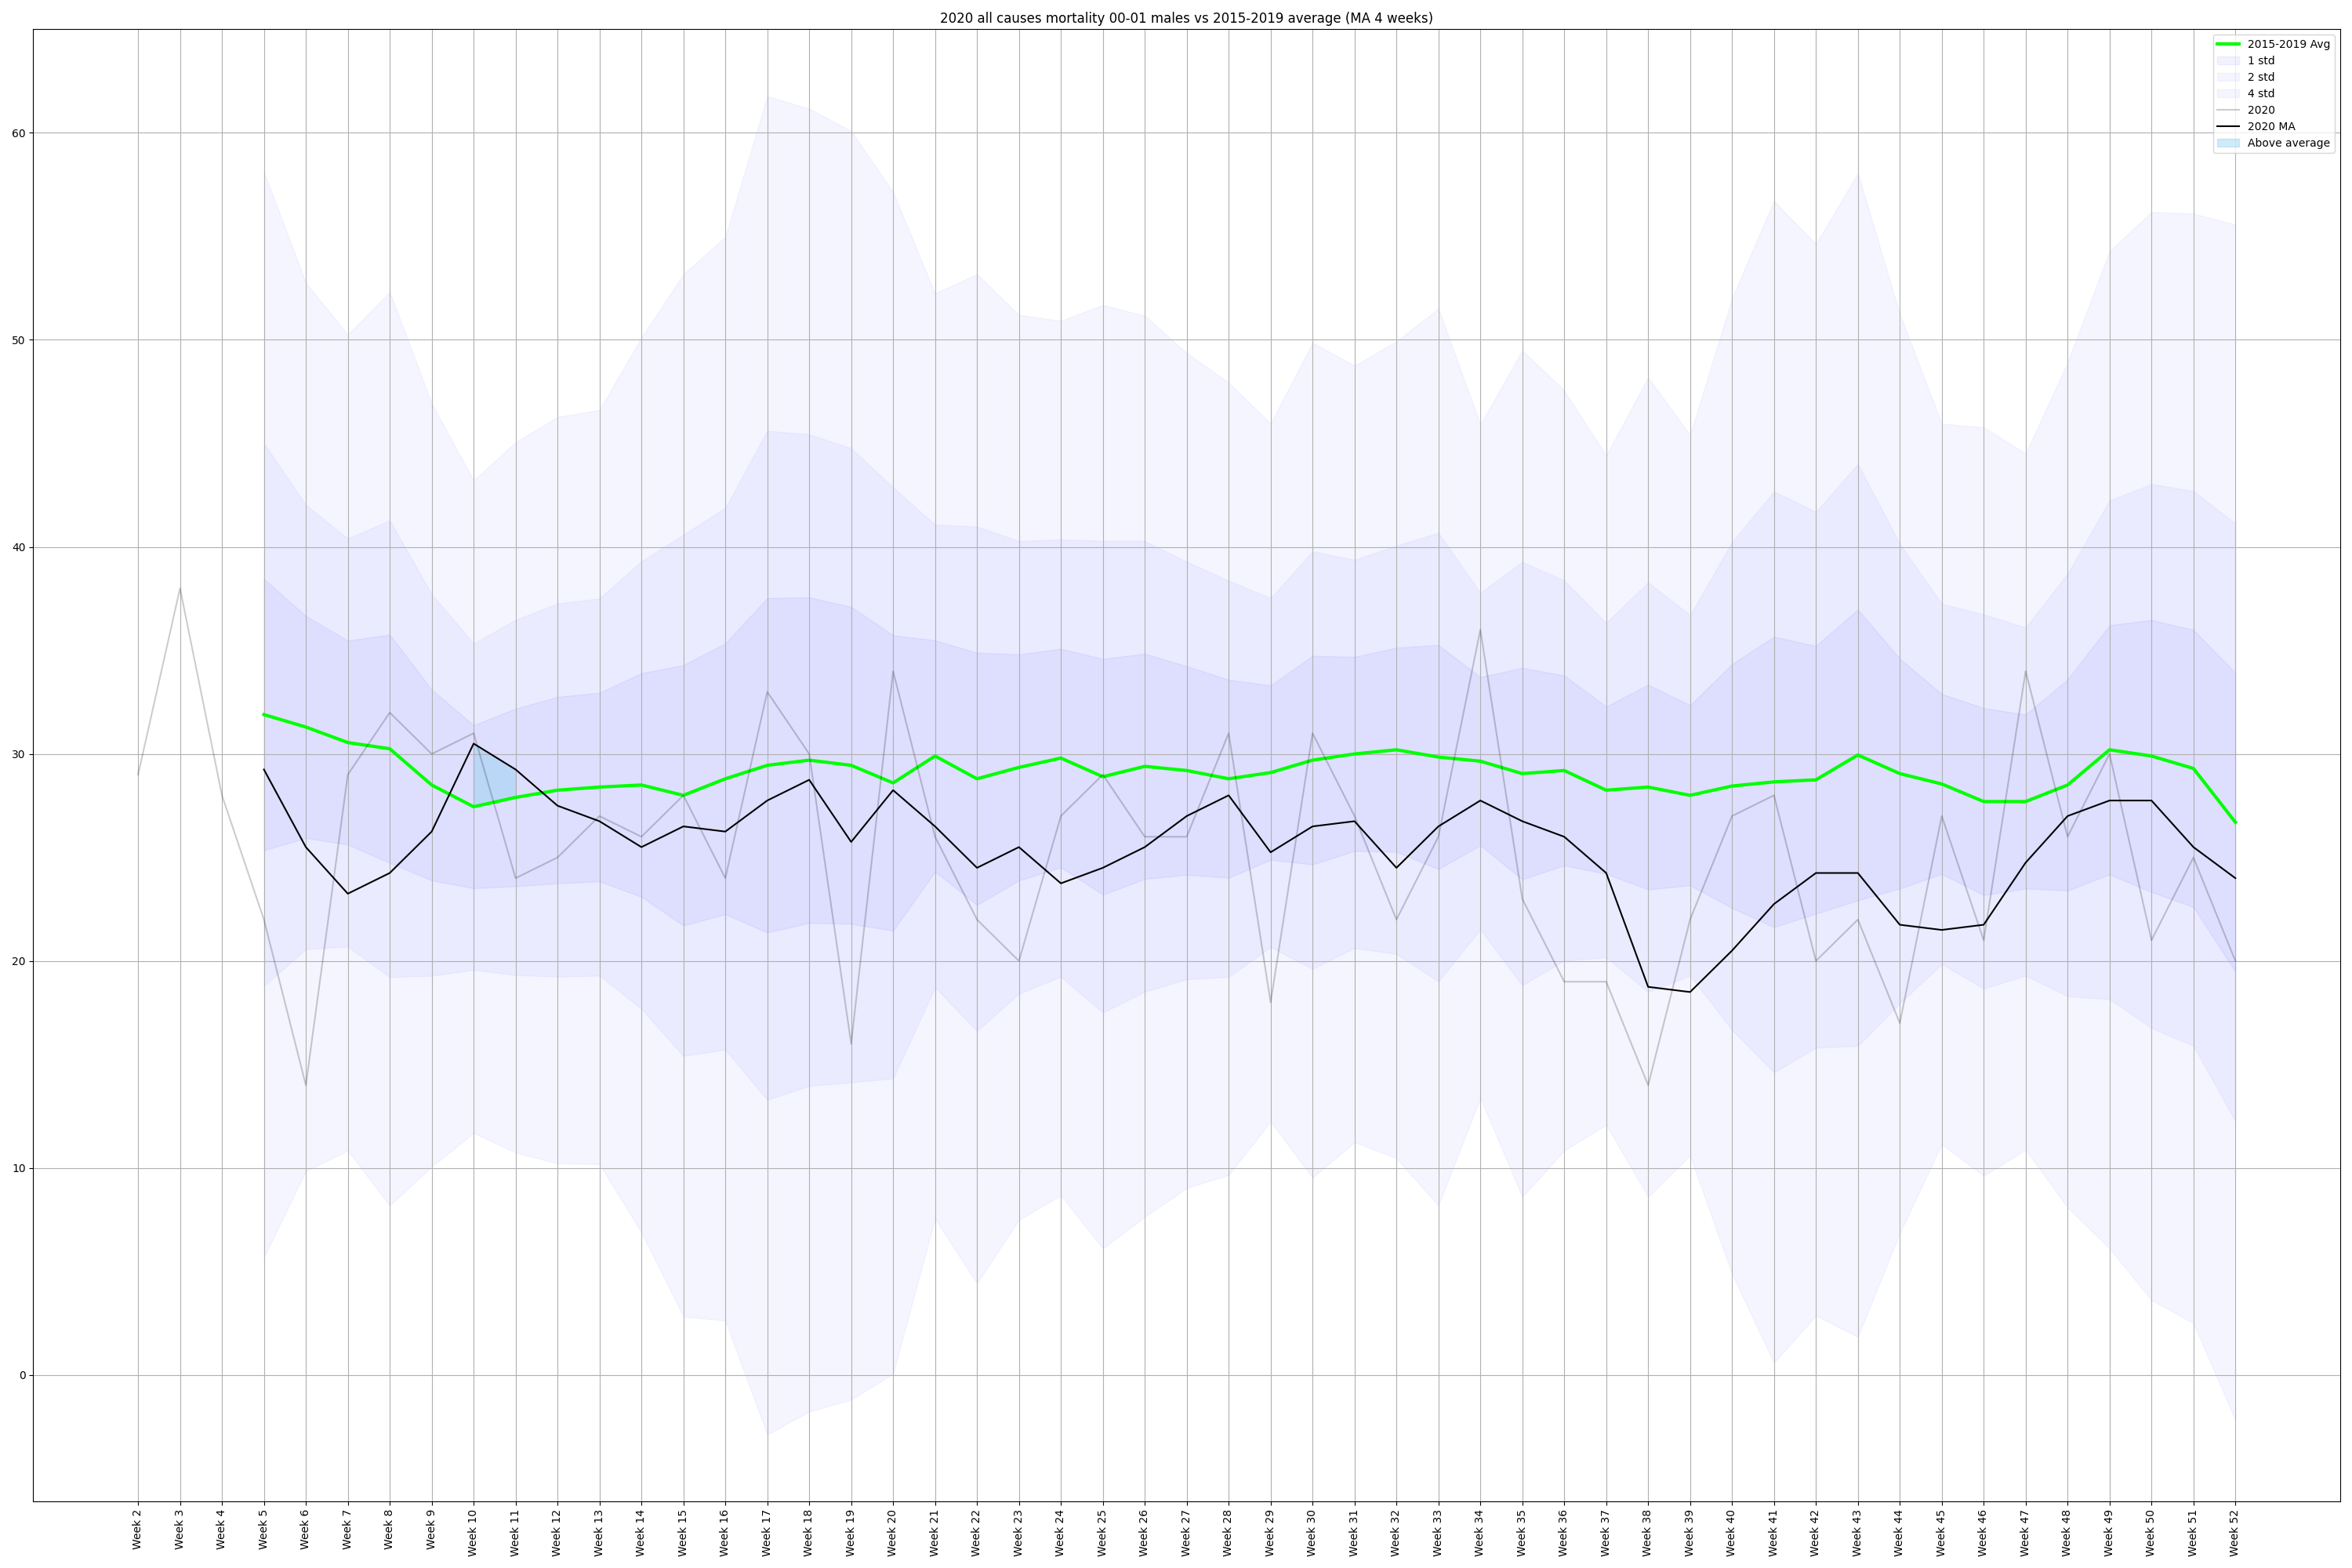 2020 all causes mortality 00-01 males vs 2015-2019 average (MA 4 weeks)
2015-2019 Avg
1 std
2 std
4 std
2020
2020 MA
Above average
60
50
40
30
20
10
0
Week 2
Week 3
Week 4
Week 5
Week 6
Week 7
Week 8
Week 9
Week 10
Week 11
Week 12
Week 13
Week 14
Week 15
Week 16
Week 17
Week 18
Week 19
Week 20
Week 21
Week 22
Week 23
Week 24
Week 25
Week 26
Week 27
Week 28
Week 29
Week 30
Week 31
Week 32
Week 33
Week 34
Week 35
Week 36
Week 37
Week 38
Week 39
Week 40
Week 41
Week 42
Week 43
Week 44
Week 45
Week 46
Week 47
Week 48
Week 49
Week 50
Week 51
Week 52